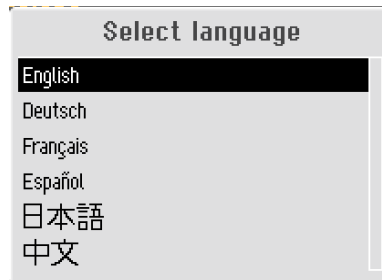 Select language
English
Deutsch
Français
Español
日本語
中文